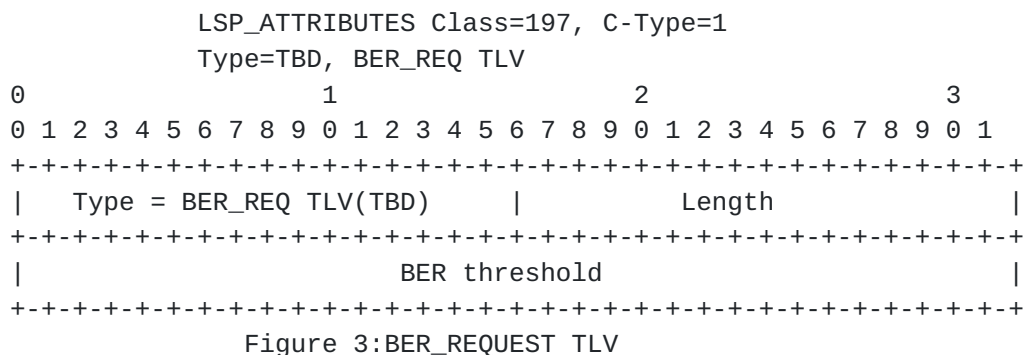 LSP_ATTRIBUTES Class=197, C-Type=1
Type=TBD, BER_REQ TLV
0                   1                   2                   3
0 1 2 3 4 5 6 7 8 9 0 1 2 3 4 5 6 7 8 9 0 1 2 3 4 5 6 7 8 9 0 1
+-+-+-+-+-+-+-+-+-+-+-+-+-+-+-+-+-+-+-+-+-+-+-+-+-+-+-+-+-+-+-+-+
|   Type = BER_REQ TLV(TBD)     |          Length               |
+-+-+-+-+-+-+-+-+-+-+-+-+-+-+-+-+-+-+-+-+-+-+-+-+-+-+-+-+-+-+-+-+
|                        BER threshold                          |
+-+-+-+-+-+-+-+-+-+-+-+-+-+-+-+-+-+-+-+-+-+-+-+-+-+-+-+-+-+-+-+-+
Figure 3:BER_REQUEST TLV